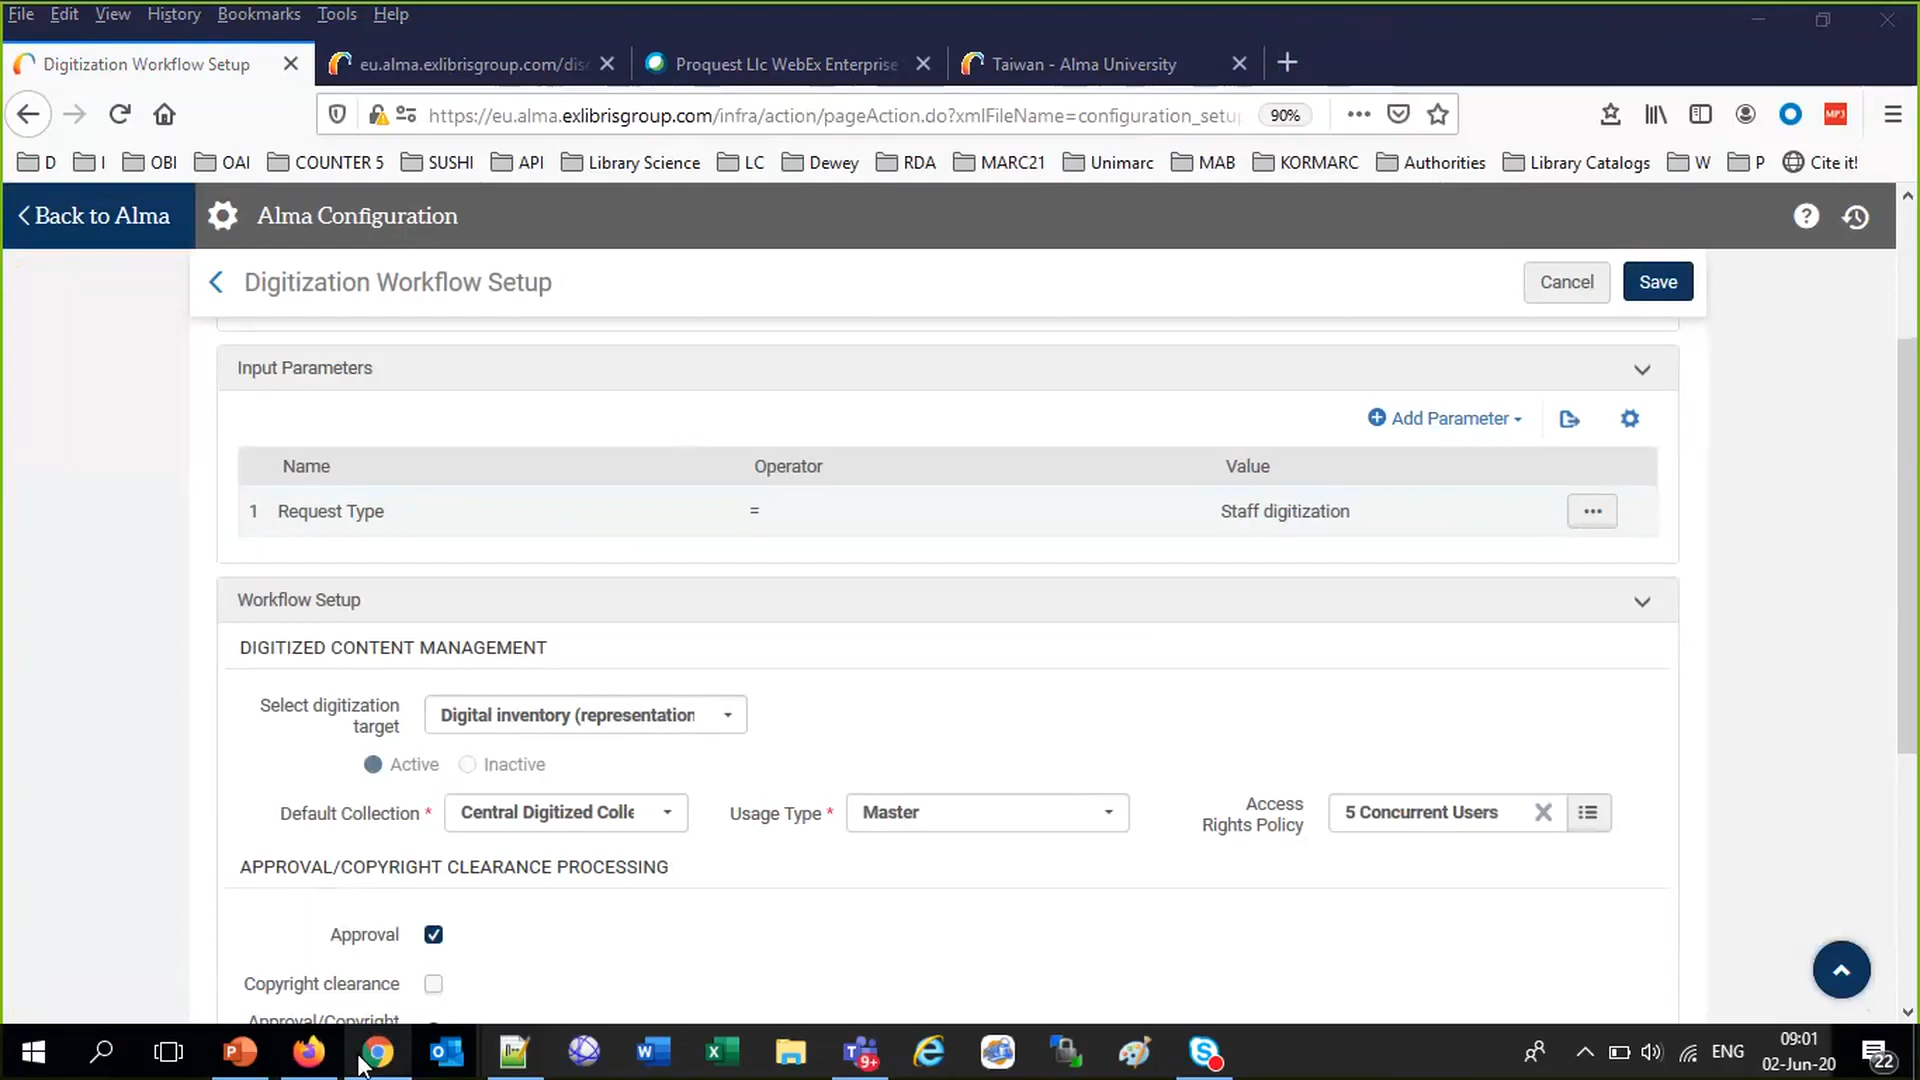 File Edit View History Bookmarks Tools Help
Digitization Workflow Setup
eu.alma.exlibrisgroup.com/dis
Proquest Llc WebEx Enterprise
Taiwan - Alma University
https://eu.alma.exlibrisgroup.com/infra/action/pageAction.do?xmlFileName=configuration_setu
90%
MP3
D I OBI OAI COUNTER 5 SUSHI API Library Science LC Dewey RDA MARC21 Unimarc MAB KORMARC Authorities Library Catalogs W P Cite it!
Back to Alma
Alma Configuration
Digitization Workflow Setup
Cancel
Save
Input Parameters
Add Parameter
Name Operator Value
1 Request Type = Staff digitization
Workflow Setup
DIGITIZED CONTENT MANAGEMENT
Select digitization
target
Digital inventory (representation
Active Inactive
Default Collection *
Central Digitized Colle
Usage Type *
Master
Access
Rights Policy
5 Concurrent Users
APPROVAL/COPYRIGHT CLEARANCE PROCESSING
Approval
Copyright clearance
Approval/Copyright
9+
ENG
09:01
02-Jun-20
22